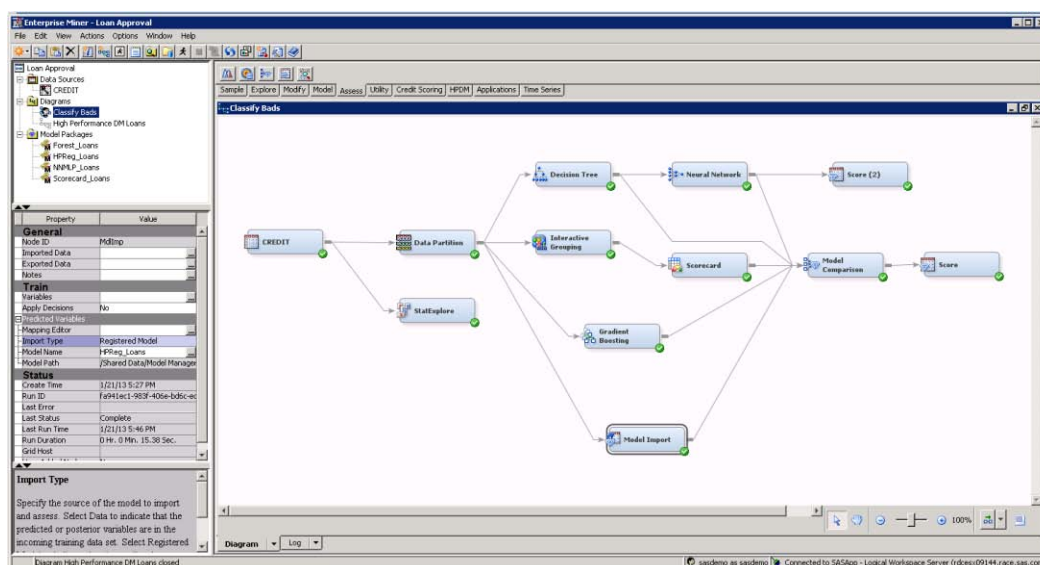 Enterprise Miner - Loan Approval
File Edit View Actions Options Window Help
Loan Approval
Data Sources
CREDIT
Diagrams
Classify Bads
High Performance DM Loans
Model Packages
Forest_Loans
HPReg_Loans
NNMLP_Loans
Scorecard_Loans
Property Value
General
Node ID MdlImp
Imported Data
Exported Data
Notes
Train
Variables
Apply Decisions No
Predicted Variables
Mapping Editor
Import Type Registered Model
Model Name HPReg_Loans
Model Path /Shared Data/Model Manager
Status
Create Time 1/21/13 5:27 PM
Run ID fa941ec1-983f-406e-bd6c-ec
Last Error
Last Status Complete
Last Run Time 1/21/13 5:46 PM
Run Duration 0 Hr. 0 Min. 15.38 Sec.
Grid Host
Import Type
Specify the source of the model to import
and assess. Select Data to indicate that the
predicted or posterior variables are in the
incoming training data set. Select Registered
Sample Explore Modify Model Assess Utility Credit Scoring HPDM Applications Time Series
Classify Bads
Decision Tree
Neural Network
Score (2)
CREDIT
Data Partition
Interactive
Grouping
Scorecard
Model
Comparison
Score
StatExplore
Gradient
Boosting
Model Import
100%
Diagram Log
Diagram High Performance DM Loans closed
sasdemo as sasdemo Connected to SASApp - Logical Workspace Server (rdcesx09144.race.sas.com